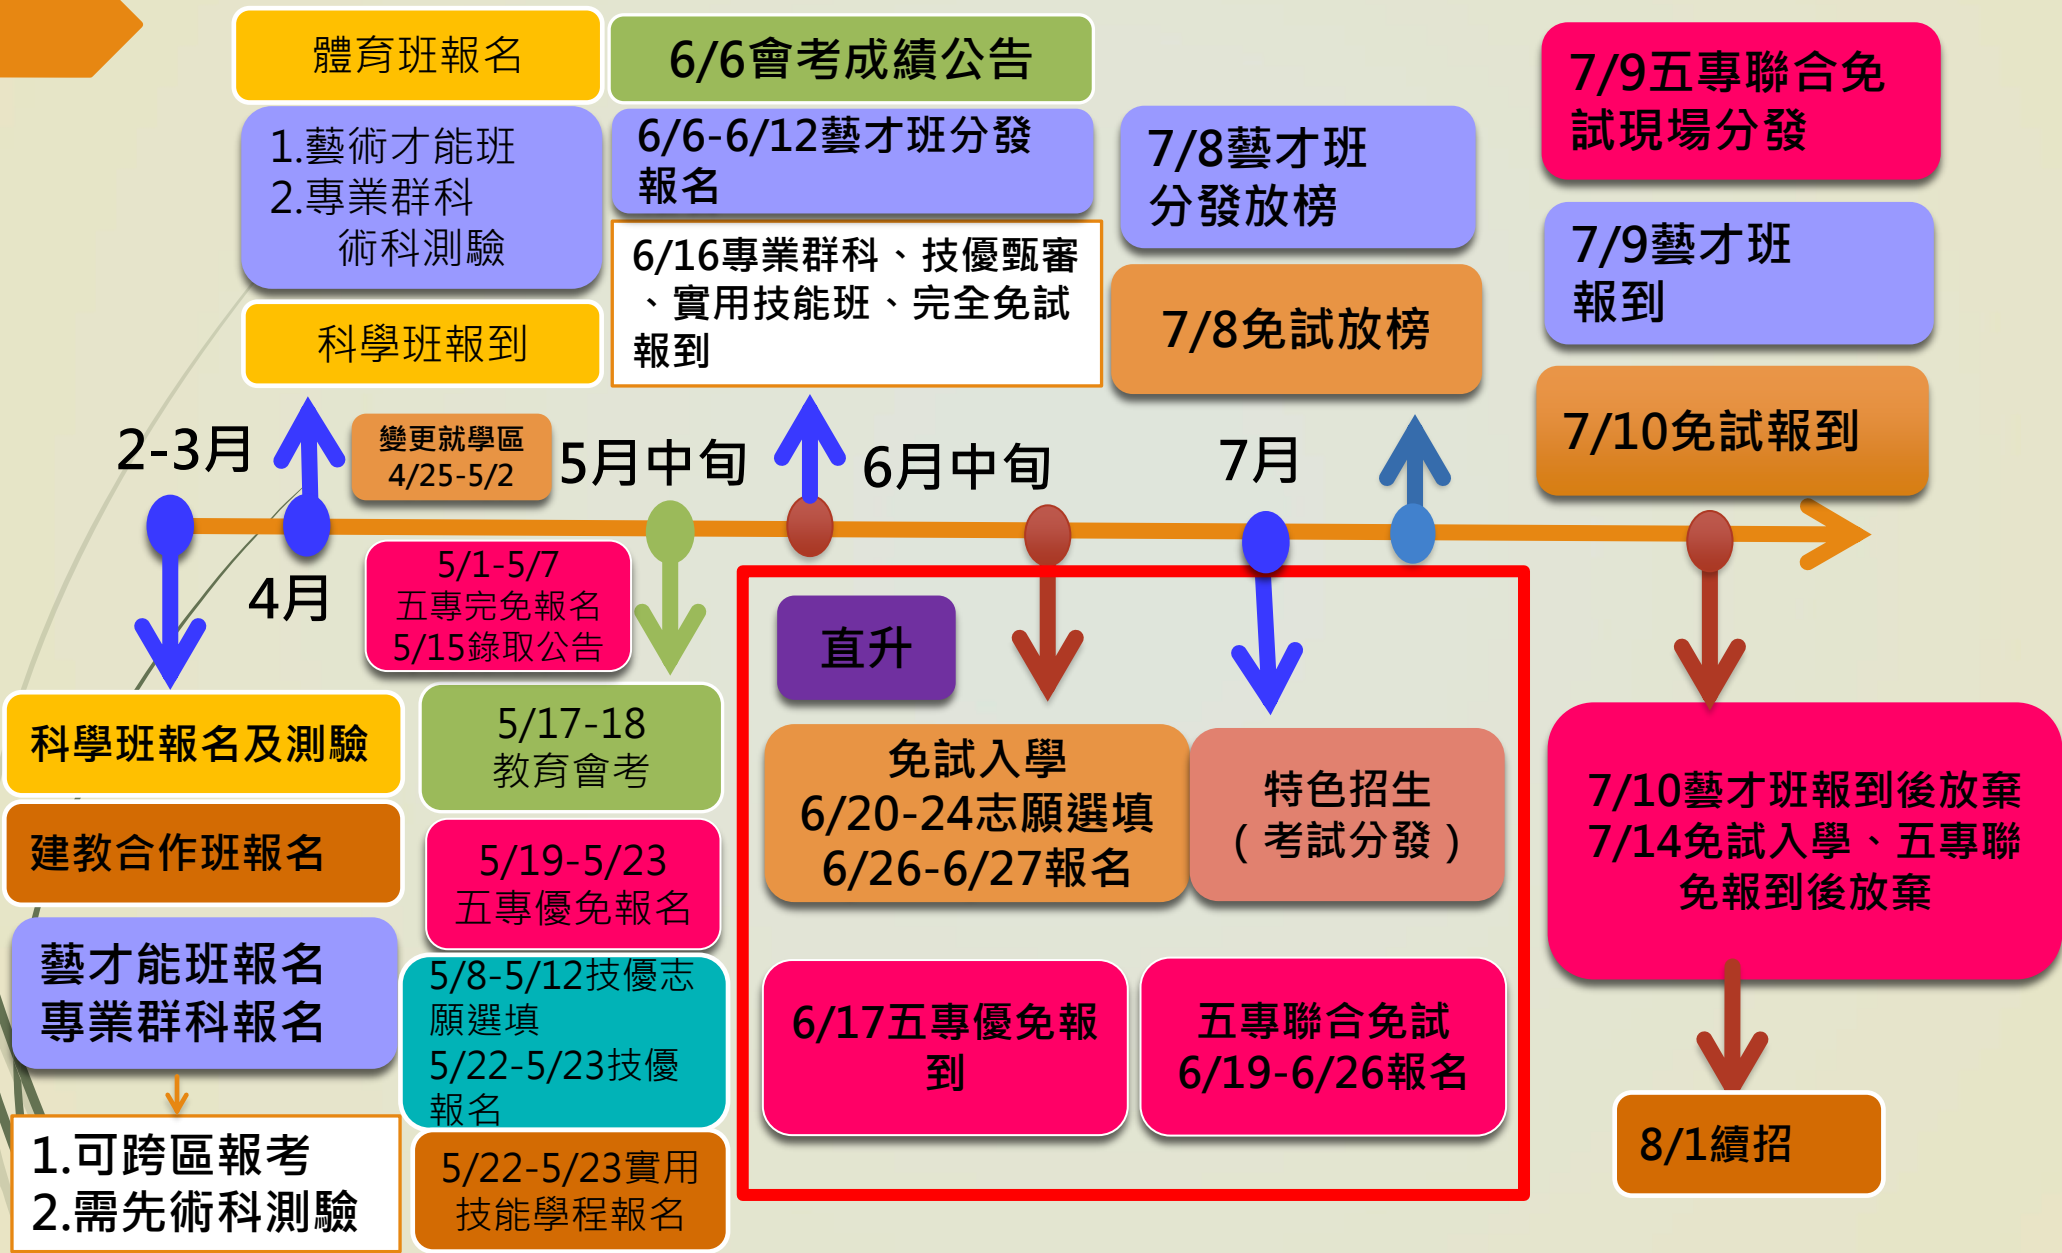 體育班報名
1.藝術才能班
2.專業群科
術科測驗
科學班報到
6/6會考成績公告
6/6-6/12藝才班分發
報名
6/16專業群科、技優甄審
、實用技能班、完全免試
報到
7/8藝才班
分發放榜
7/8免試放榜
7/9五專聯合免
試現場分發
7/9藝才班
報到
7/10免試報到
2-3月
變更就學區
4/25-5/2
5月中旬
6月中旬
7月
4月
5/1-5/7
五專完免報名
5/15錄取公告
科學班報名及測驗
建教合作班報名
藝才能班報名
專業群科報名
1.可跨區報考
2.需先術科測驗
5/17-18
教育會考
5/19-5/23
五專優免報名
5/8-5/12技優志
願選填
5/22-5/23技優
報名
5/22-5/23實用
技能學程報名
直升
免試入學
6/20-24志願選填
6/26-6/27報名
特色招生
(考試分發)
6/17五專優免報
到
五專聯合免試
6/19-6/26報名
7/10藝才班報到後放棄
7/14免試入學、五專聯
免報到後放棄
8/1續招